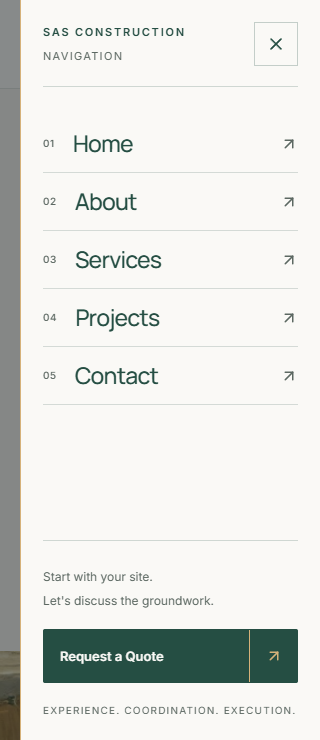 SAS CONSTRUCTION
NAVIGATION
01 Home
02 About
03 Services
04 Projects
05 Contact
Start with your site.
Let's discuss the groundwork.
Request a Quote
EXPERIENCE. COORDINATION. EXECUTION.